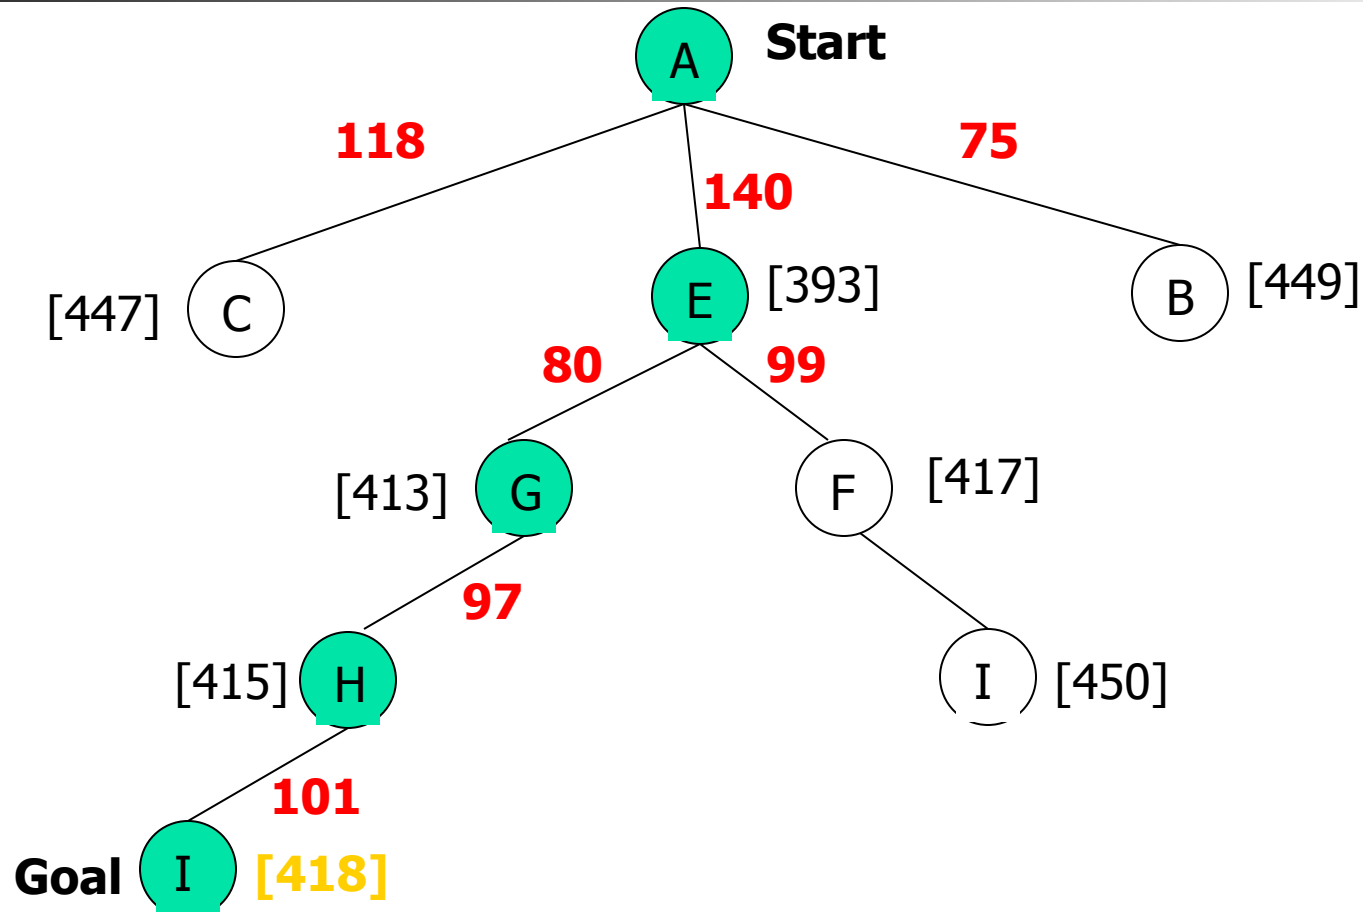 A Start
118
140
75
[447] C
E [393]
B [449]
80
99
[413] G
F [417]
97
[415] H
I [450]
101
Goal I [418]